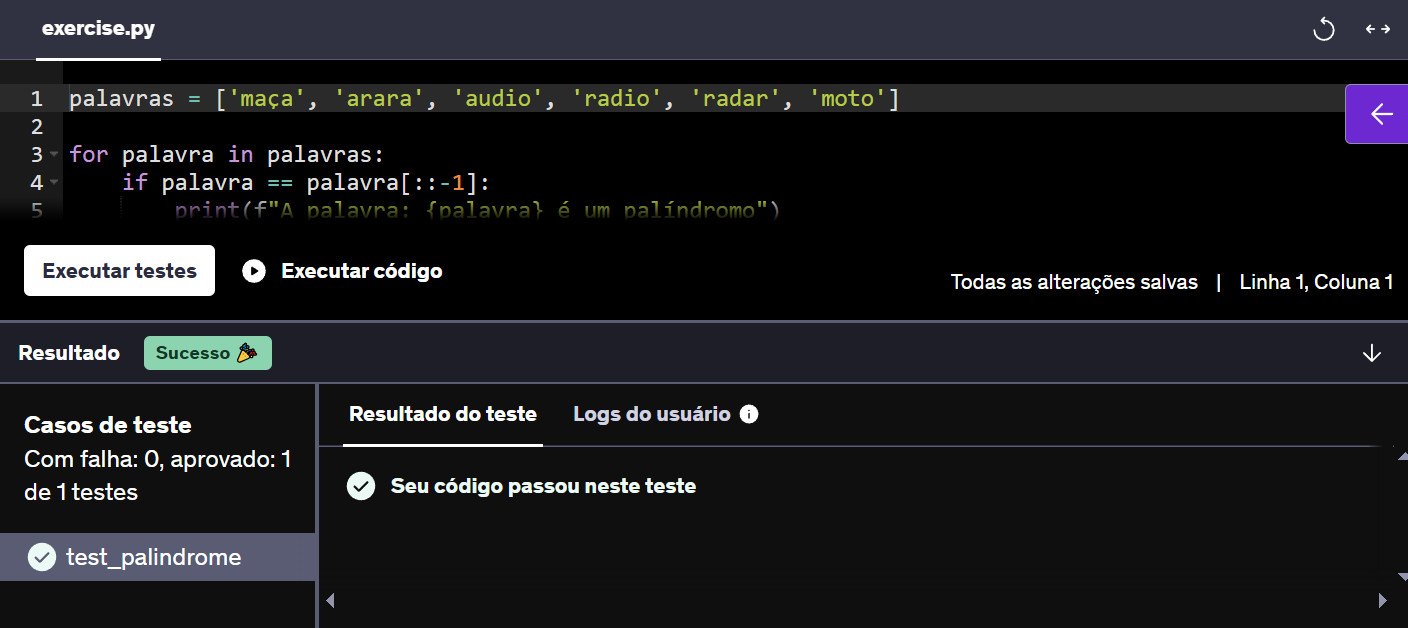 exercise.py
1 palavras = ['maça', 'arara', 'audio', 'radio', 'radar', 'moto']
2
3 for palavra in palavras:
4     if palavra == palavra[::-1]:
5         print(f"A palavra: {palavra} é um palíndromo")
Executar testes Executar código
Todas as alterações salvas | Linha 1, Coluna 1
Resultado Sucesso
Casos de teste
Com falha: 0, aprovado: 1
de 1 testes
test_palindrome
Resultado do teste Logs do usuário
Seu código passou neste teste